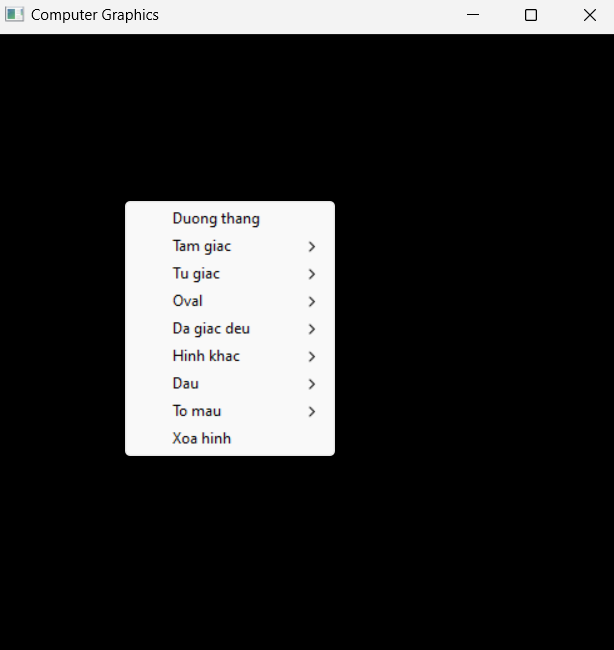 Computer Graphics
Duong thang
Tam giac
Tu giac
Oval
Da giac deu
Hinh khac
Dau
To mau
Xoa hinh